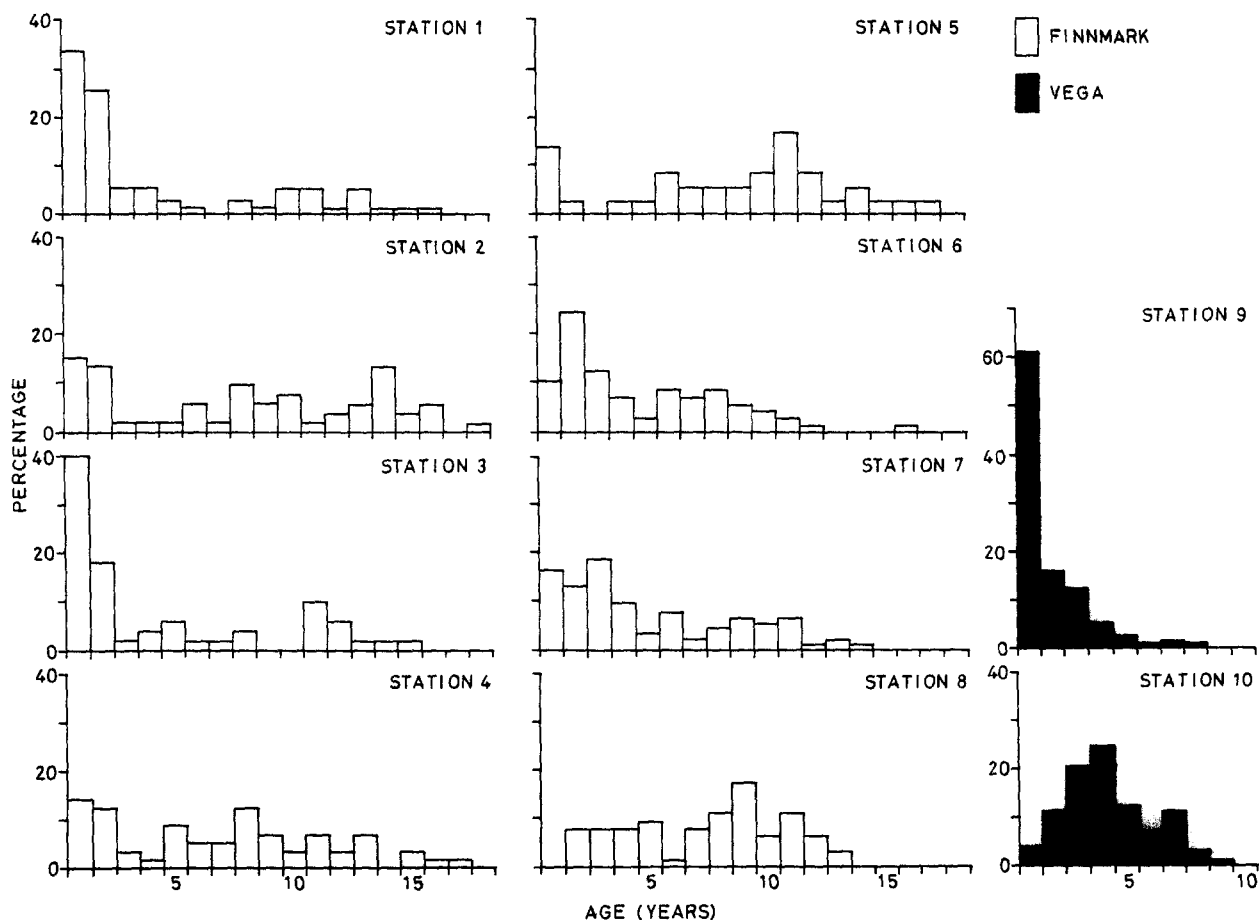 40
STATION 1
STATION 5
FINNMARK
20
VEGA
0
40
STATION 2
STATION 6
20
STATION 9
60
0
PERCENTAGE
40
STATION 3
STATION 7
40
20
20
0
0
40
STATION 4
STATION 8
40
STATION 10
20
20
0
0
5
10
15
5
10
15
5
10
AGE (YEARS)